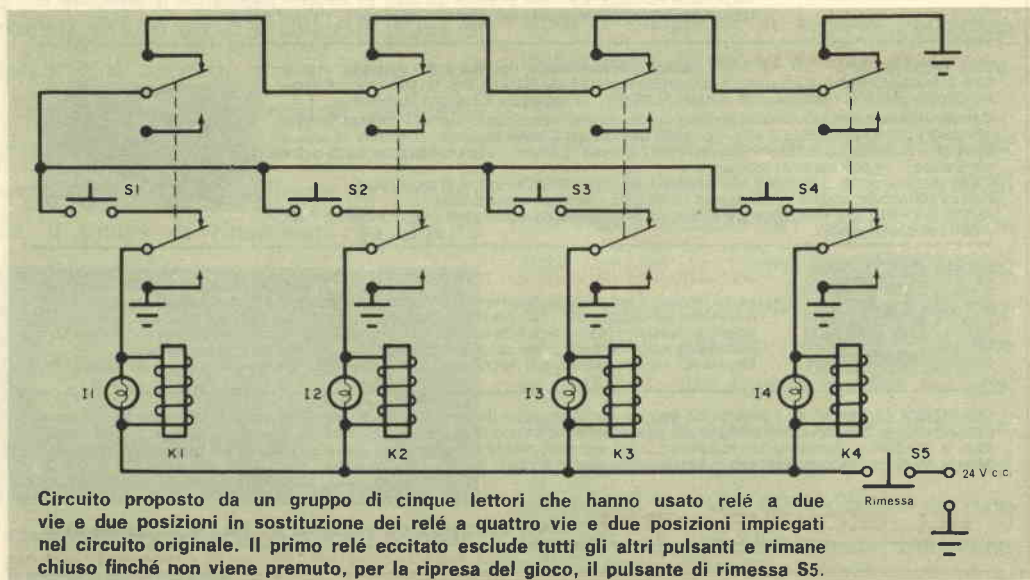 S1
S2
S3
S4
I1
I2
I3
I4
K1
K2
K3
K4
S5
24 V c.c.
Rimessa
Circuito proposto da un gruppo di cinque lettori che hanno usato relé a due
vie e due posizioni in sostituzione dei relé a quattro vie e due posizioni impiegati
nel circuito originale. Il primo relé eccitato esclude tutti gli altri pulsanti e rimane
chiuso finché non viene premuto, per la ripresa del gioco, il pulsante di rimessa S5.